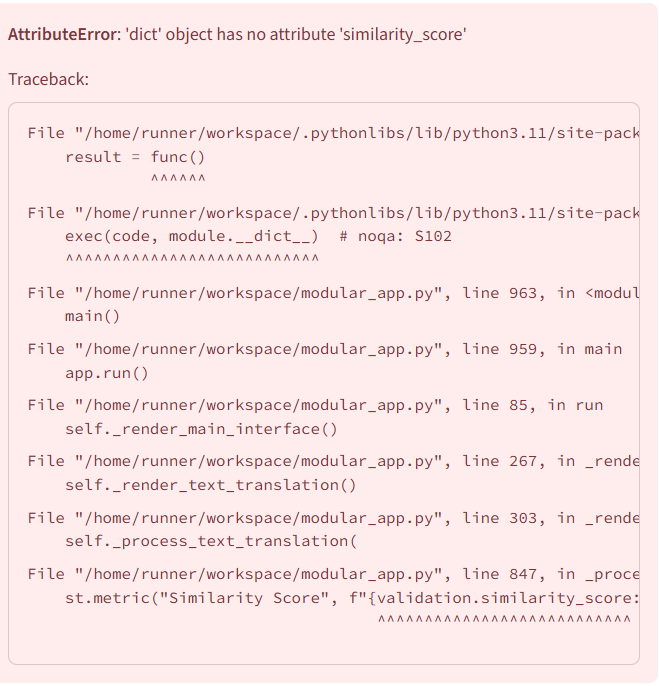 AttributeError: 'dict' object has no attribute 'similarity_score'
Traceback:
File "/home/runner/workspace/.pythonlibs/lib/python3.11/site-pack
result = func()
^^^^^^
File "/home/runner/workspace/.pythonlibs/lib/python3.11/site-pack
exec(code, module.__dict__)  # noqa: S102
^^^^^^^^^^^^^^^^^^^^^^^^^^^
File "/home/runner/workspace/modular_app.py", line 963, in <modul
main()
File "/home/runner/workspace/modular_app.py", line 959, in main
app.run()
File "/home/runner/workspace/modular_app.py", line 85, in run
self._render_main_interface()
File "/home/runner/workspace/modular_app.py", line 267, in _rende
self._render_text_translation()
File "/home/runner/workspace/modular_app.py", line 303, in _rende
self._process_text_translation(
File "/home/runner/workspace/modular_app.py", line 847, in _proce
st.metric("Similarity Score", f"{validation.similarity_score:
^^^^^^^^^^^^^^^^^^^^^^^^^^^